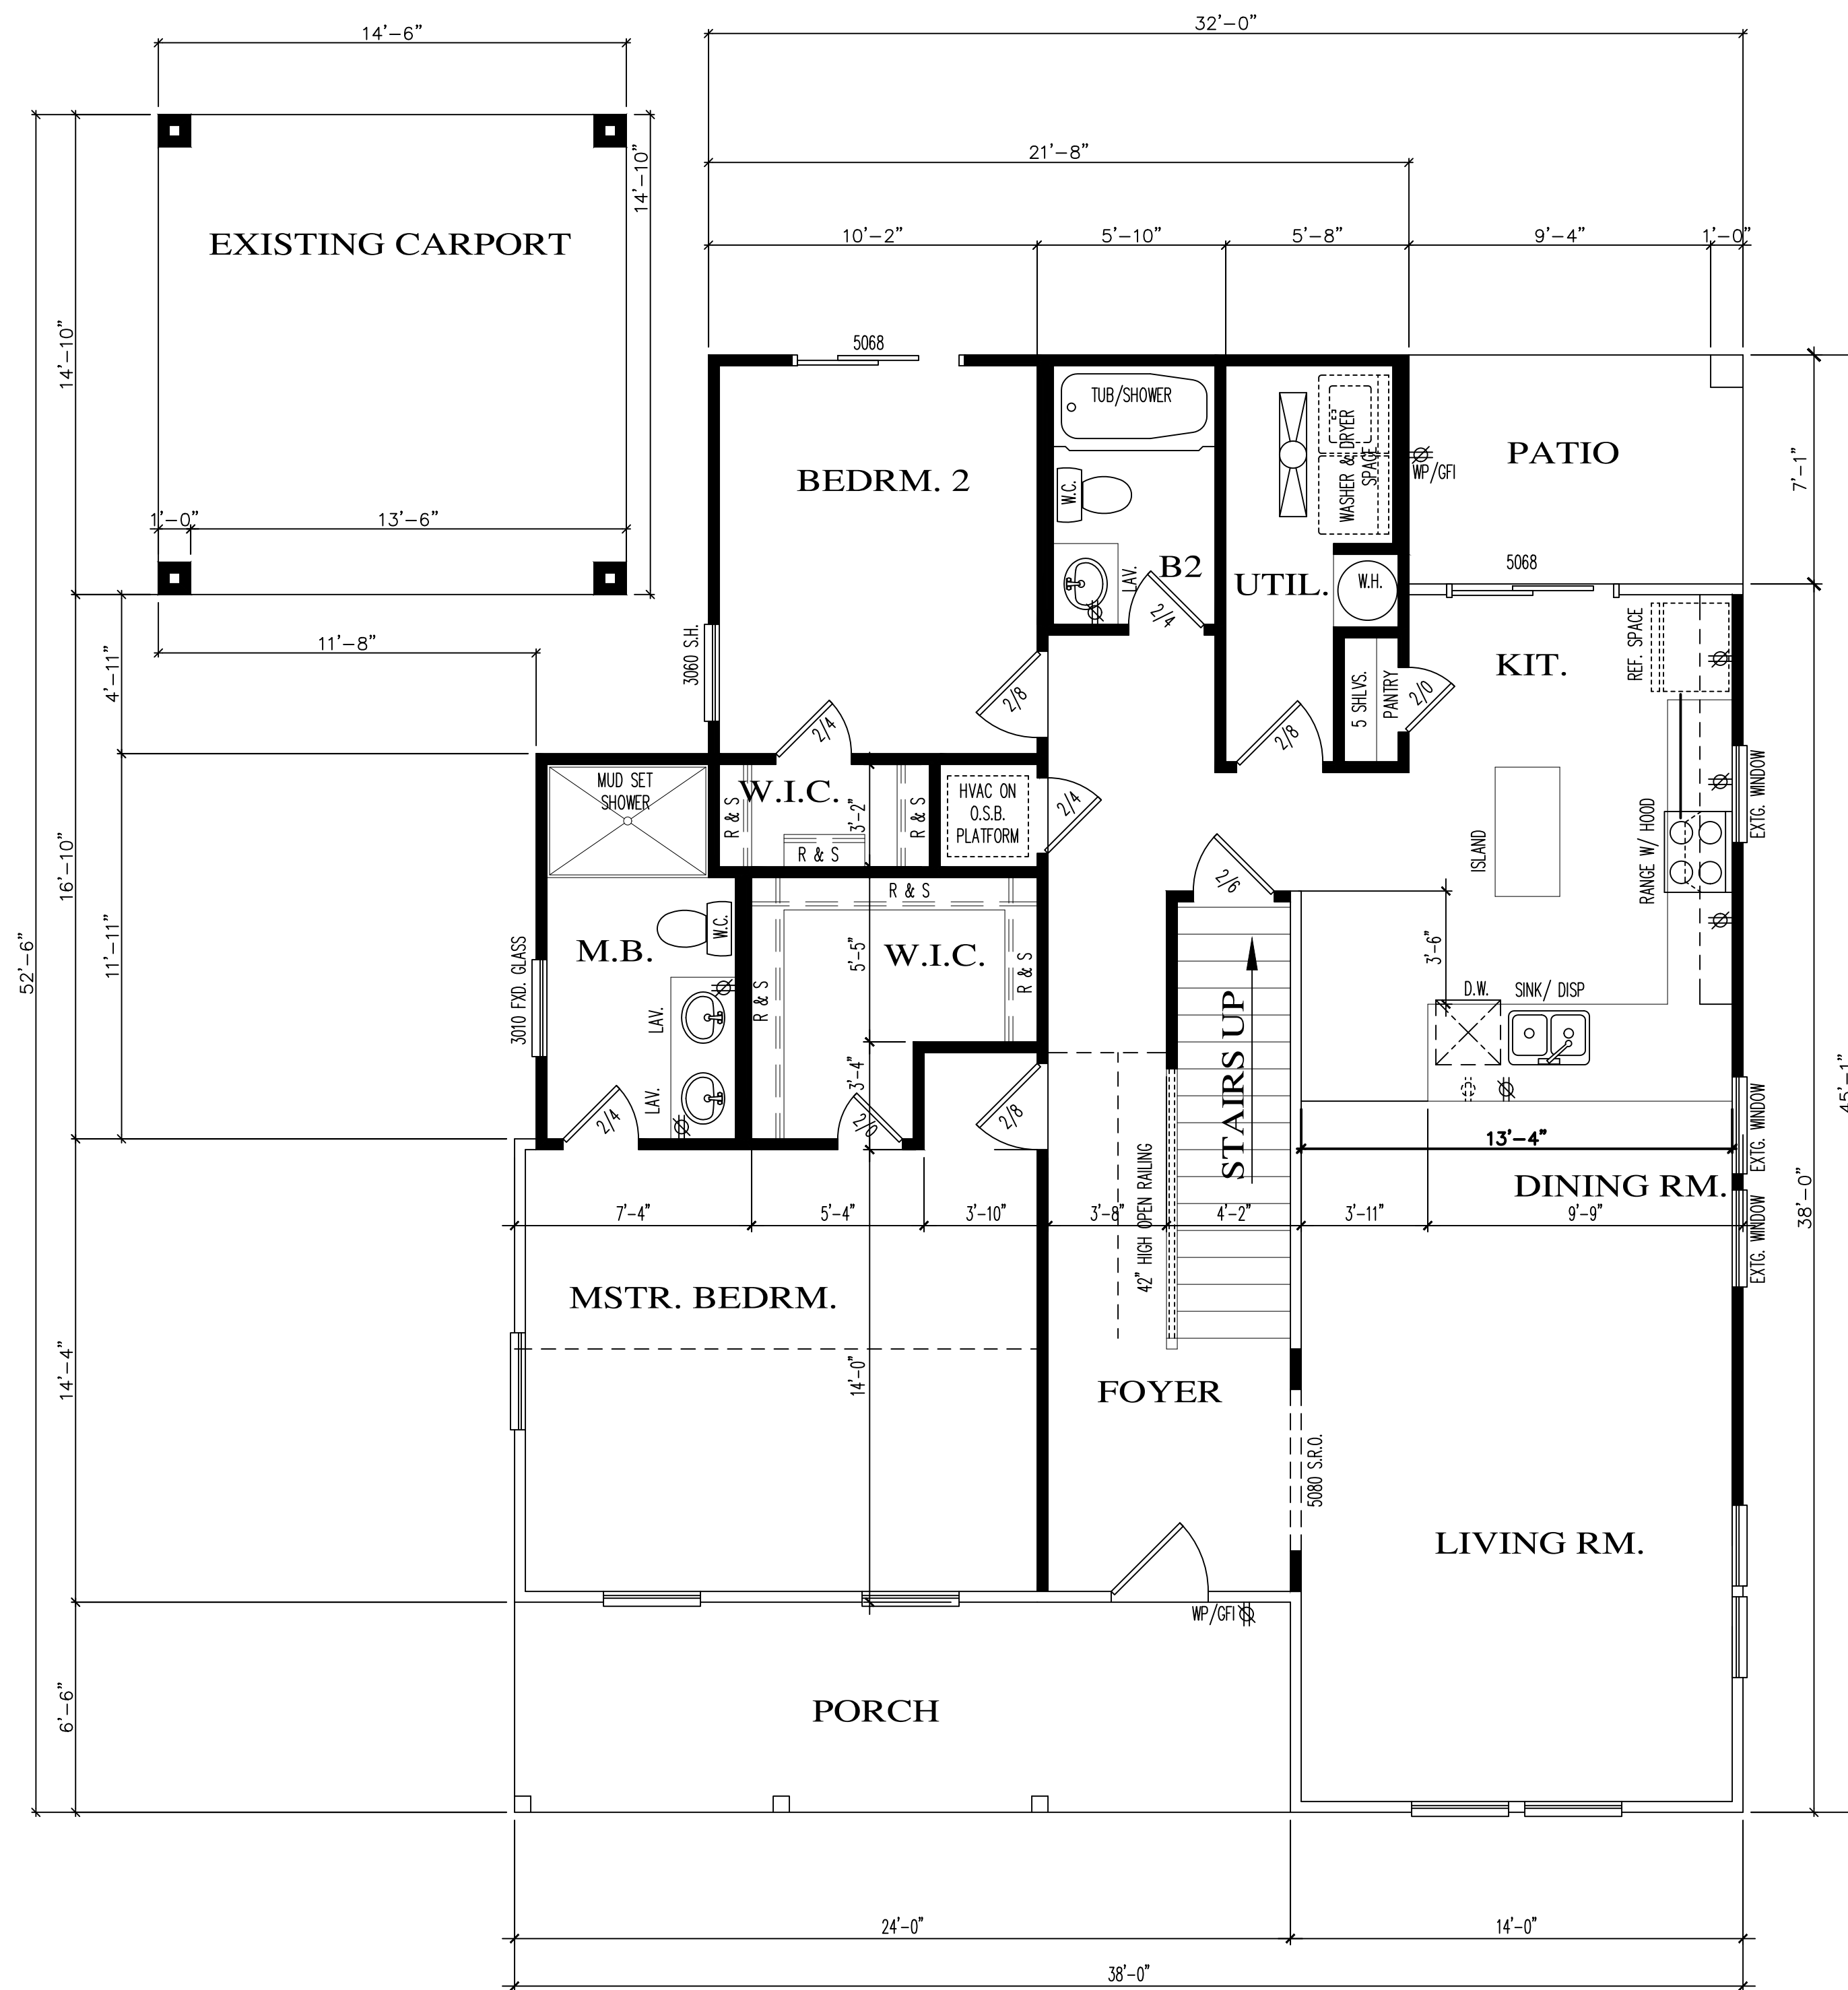 32'-0"
14'-6"
21'-8"
14'-10"
10'-2"
5'-10"
5'-8"
9'-4"
1'-0"
EXISTING CARPORT
5068
14'-10"
TUB/SHOWER
WASHER & DRYER
SPACE
BEDRM. 2
W.C.
WP/GFI
PATIO
7'-1"
1'-0"
13'-6"
B2
LAV.
2/4
UTIL.
W.H.
5068
11'-8"
4'-11"
3060 S.H.
2/8
5 SHLVS.
PANTRY
2/0
KIT.
REF. SPACE
2/4
2/8
MUD SET
SHOWER
W.I.C.
R & S
R & S
R & S
3'-2"
HVAC ON
O.S.B.
PLATFORM
2/4
ISLAND
RANGE W/ HOOD
EXTG. WINDOW
16'-10"
11'-11"
52'-6"
2/6
R & S
W.C.
M.B.
W.I.C.
5'-5"
R & S
R & S
3'-6"
3010 FXD. GLASS
D.W.
SINK/ DISP
LAV.
LAV.
STAIRS UP
3'-4"
2/4
2/0
2/8
13'-4"
EXTG. WINDOW
45'-1"
42" HIGH OPEN RAILING
DINING RM.
7'-4"
5'-4"
3'-10"
3'-8"
4'-2"
3'-11"
9'-9"
EXTG. WINDOW
38'-0"
MSTR. BEDRM.
14'-4"
14'-0"
FOYER
5080 S.R.O.
LIVING RM.
WP/GFI
PORCH
6'-6"
24'-0"
14'-0"
38'-0"